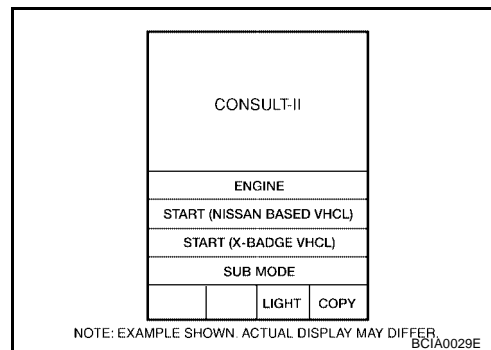 CONSULT-II
ENGINE
START (NISSAN BASED VHCL)
START (X-BADGE VHCL)
SUB MODE
LIGHT COPY
NOTE: EXAMPLE SHOWN. ACTUAL DISPLAY MAY DIFFER.
BCIA0029E